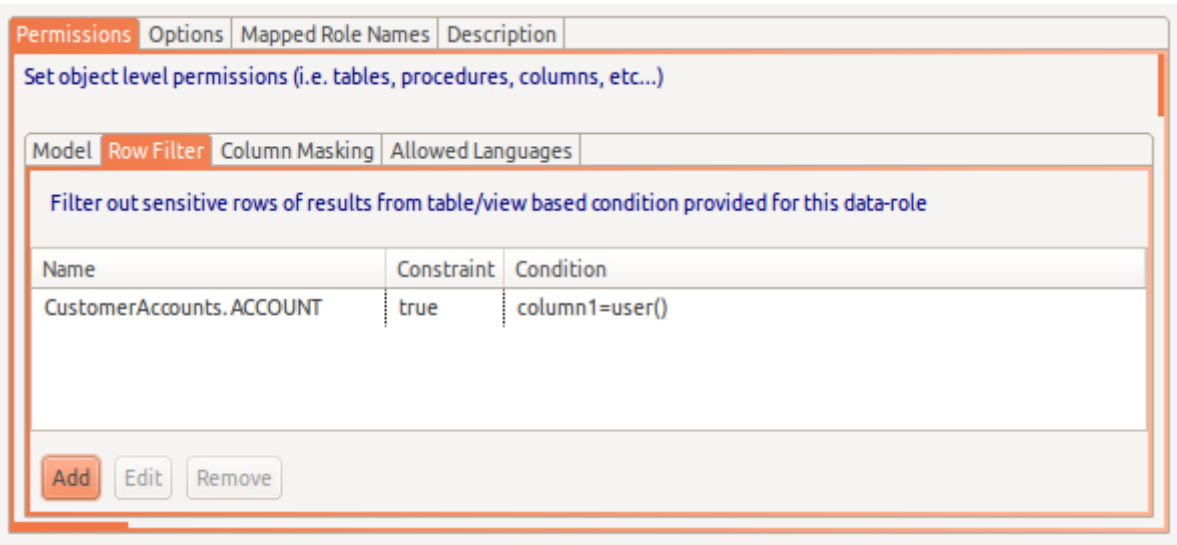 Permissions Options Mapped Role Names Description
Set object level permissions (i.e. tables, procedures, columns, etc...)
Model Row Filter Column Masking Allowed Languages
Filter out sensitive rows of results from table/view based condition provided for this data-role
Name Constraint Condition
CustomerAccounts.ACCOUNT true column1=user()
Add Edit Remove